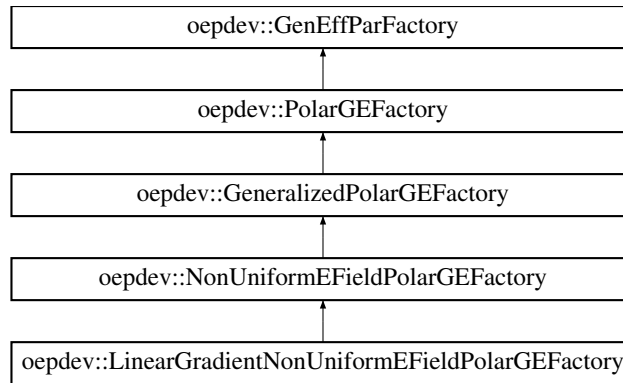 oepdev::GenEffParFactory
oepdev::PolarGEFactory
oepdev::GeneralizedPolarGEFactory
oepdev::NonUniformEFieldPolarGEFactory
oepdev::LinearGradientNonUniformEFieldPolarGEFactory